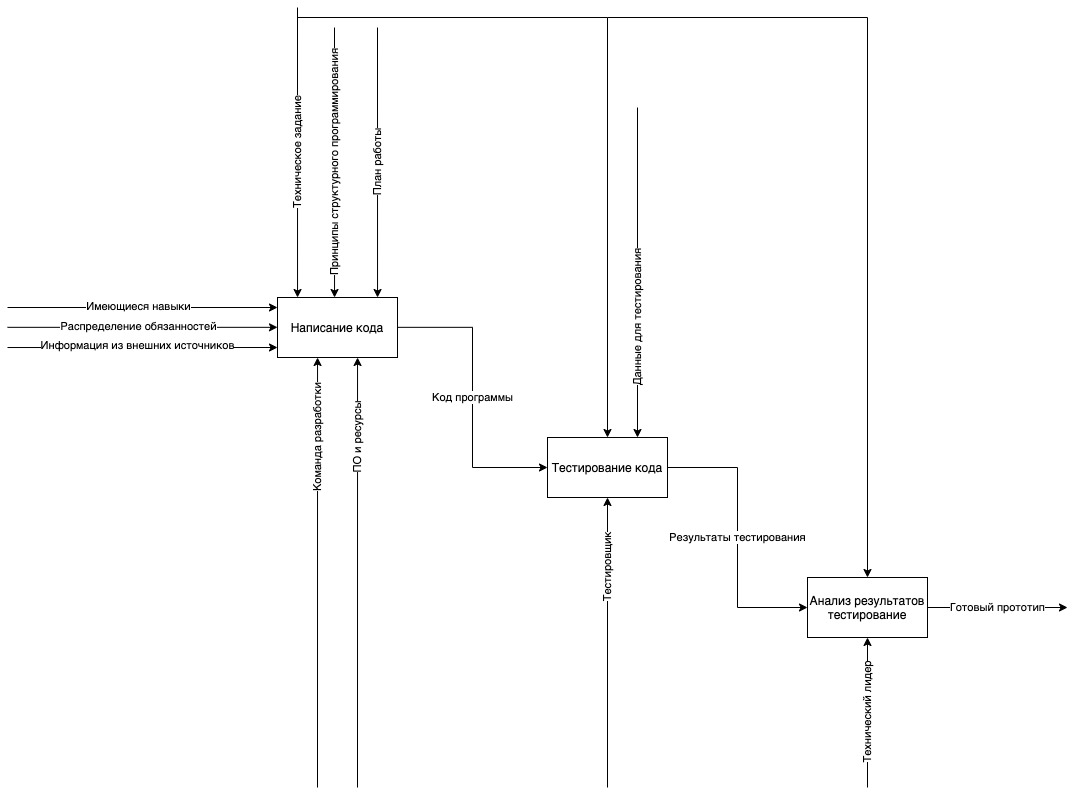 Техническое задание
Принципы структурного программирования
План работы
Данные для тестирования
Имеющиеся навыки
Распределение обязанностей
Информация из внешних источников
Написание кода
Команда разработки
ПО и ресурсы
Код программы
Тестирование кода
Тестировщик
Результаты тестирования
Анализ результатов
тестирование
Готовый прототип
Технический лидер